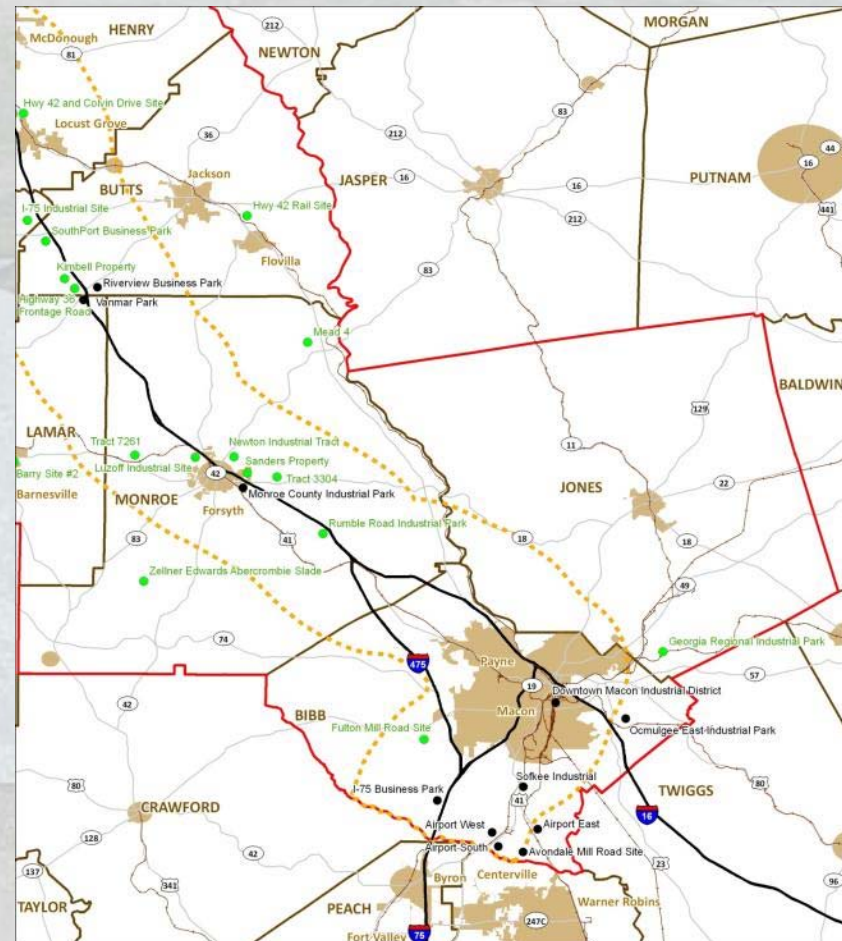 HENRY
McDonough
81
212
NEWTON
MORGAN
Hwy 42 and Colvin Drive Site
Locust Grove
36
212
83
44
16
BUTTS
Jackson
JASPER
16
16
PUTNAM
I-75 Industrial Site
Hwy 42 Rail Site
212
441
SouthPort Business Park
Flovilla
Kimbell Property
83
Riverview Business Park
Highway 36
Vanmar Park
Frontage Road
Mead 4
BALDWIN
129
LAMAR
Tract 7261
Newton Industrial Tract
11
Luzoff Industrial Site
Sanders Property
Barry Site #2
42
Tract 3304
22
Barnesville
MONROE
Monroe County Industrial Park
JONES
Forsyth
Rumble Road Industrial Park
83
41
18
18
Zellner Edwards Abercrombie Slade
49
74
Georgia Regional Industrial Park
475
Payne
57
42
19
Downtown Macon Industrial District
BIBB
Macon
Fulton Mill Road Site
Ocmulgee East Industrial Park
80
I-75 Business Park
Sofkee Industrial
80
CRAWFORD
41
TWIGGS
16
128
Airport West
Airport East
42
Airport South
Avondale Mill Road Site
23
137
341
Byron
Centerville
96
TAYLOR
PEACH
Warner Robins
247C
75
Fort Valley